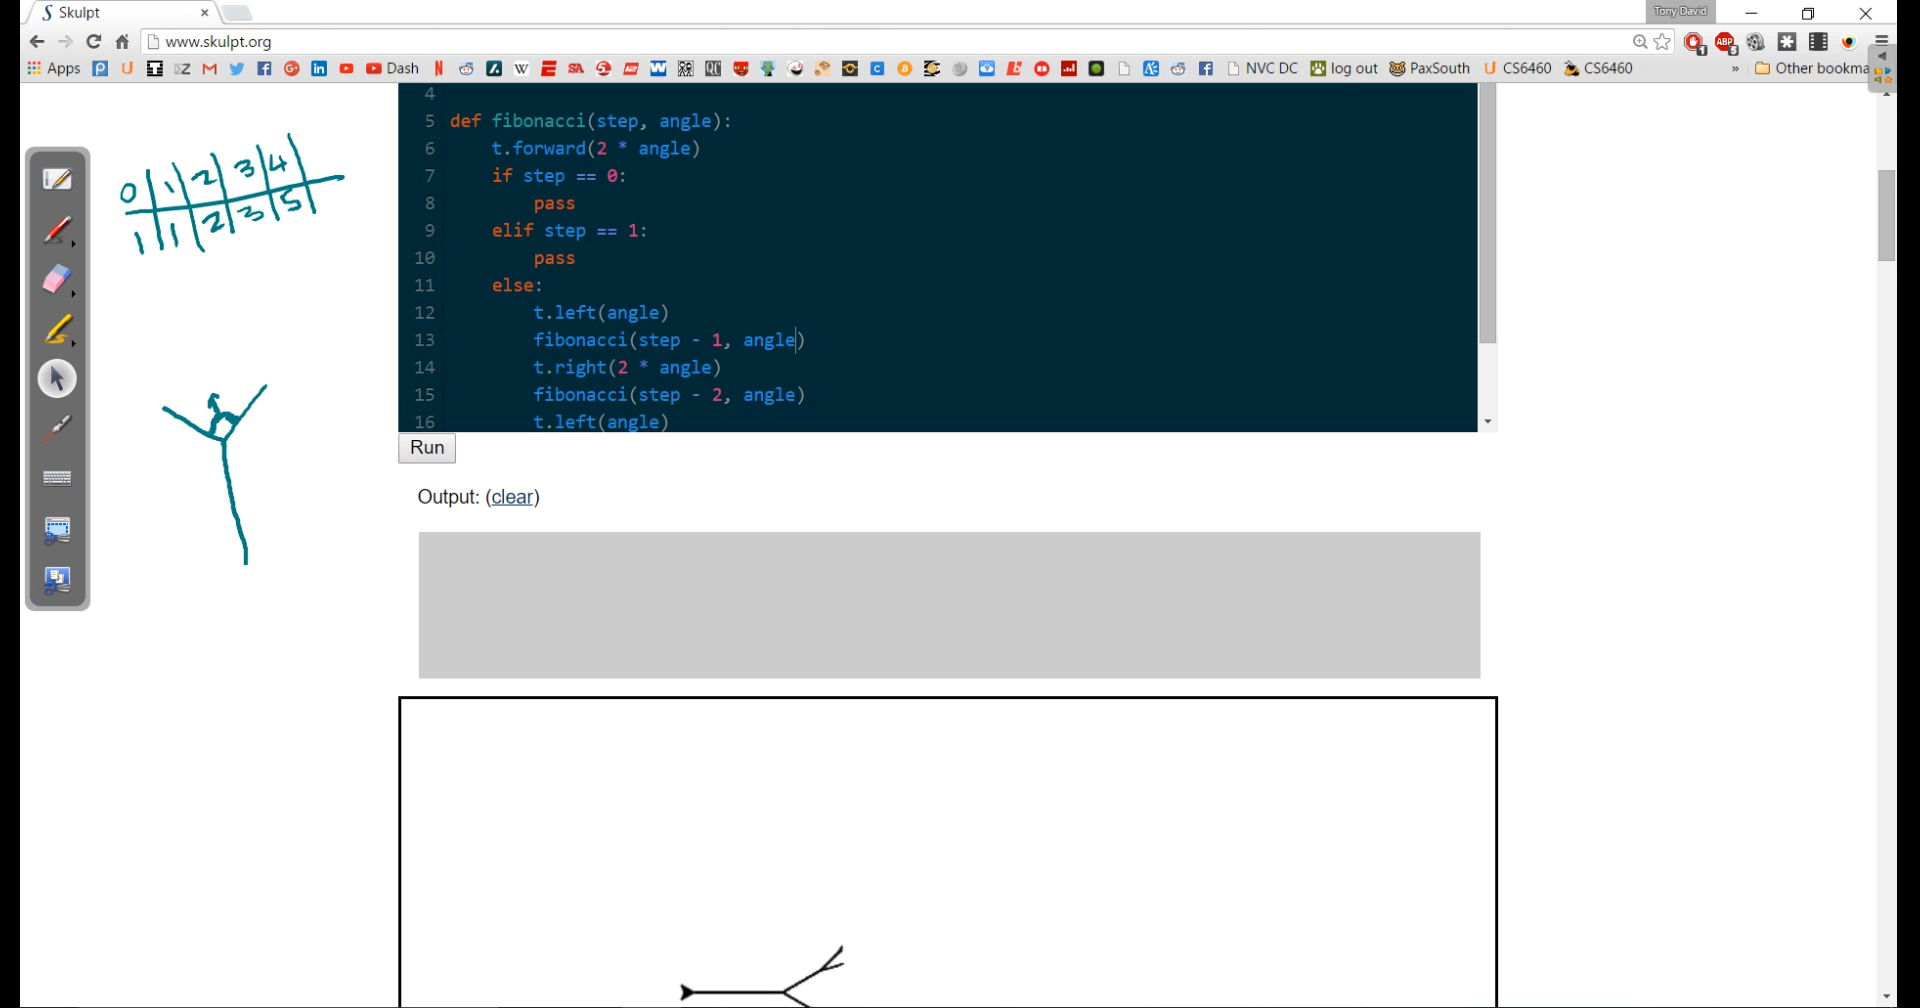 Skulpt
Tony David
www.skulpt.org
1
5
Apps
Dash
NVC DC
log out
PaxSouth
CS6460
CS6460
» Other bookma
4
5 def fibonacci(step, angle):
6 t.forward(2 * angle)
7 if step == 0:
8 pass
9 elif step == 1:
10 pass
11 else:
12 t.left(angle)
13 fibonacci(step - 1, angle)
14 t.right(2 * angle)
15 fibonacci(step - 2, angle)
16 t.left(angle)
0 1 2 3 4
1 1 2 3 5
Run
Output: (clear)